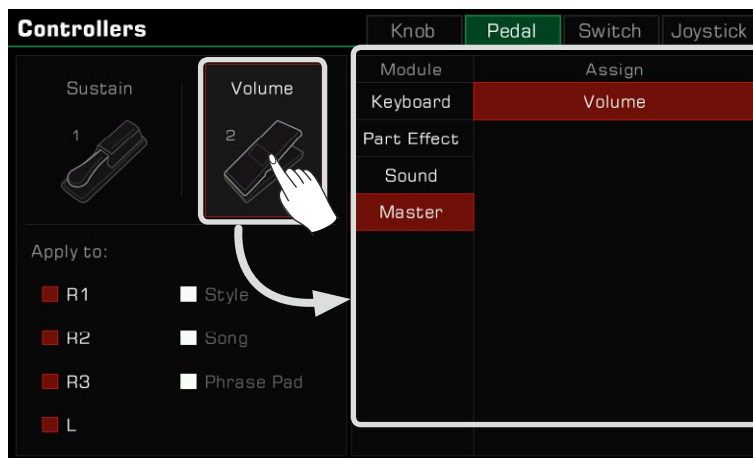 Controllers
Knob Pedal Switch Joystick
Sustain Volume
1 2
Apply to:
R1 Style
R2 Song
R3 Phrase Pad
L
Module Assign
Keyboard Volume
Part Effect
Sound
Master